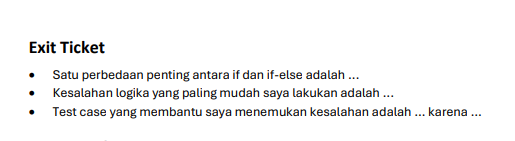 Exit Ticket
• Satu perbedaan penting antara if dan if-else adalah ...
• Kesalahan logika yang paling mudah saya lakukan adalah ...
• Test case yang membantu saya menemukan kesalahan adalah ... karena ...